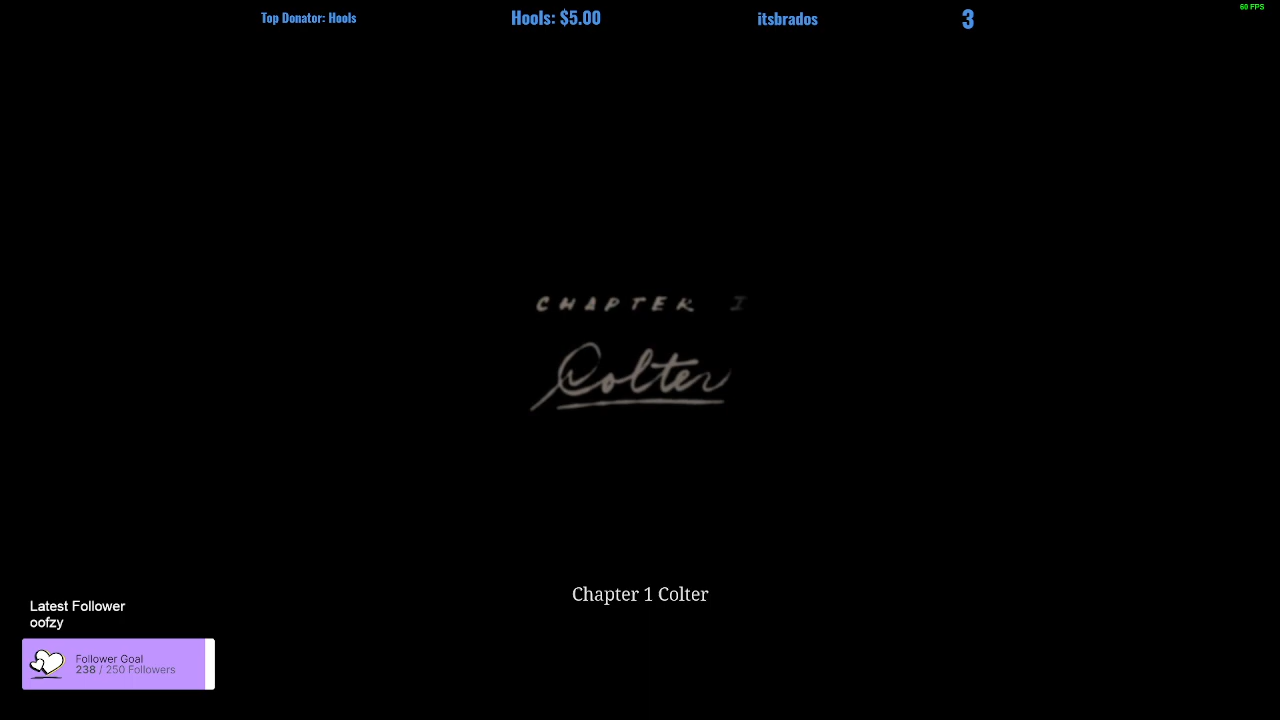 Top Donator: Hools
Hools: $5.00
itsbrados
3
60 FPS
CHAPTER I
Colter
Chapter 1 Colter
Latest Follower
oofzy
Follower Goal
238 / 250 Followers